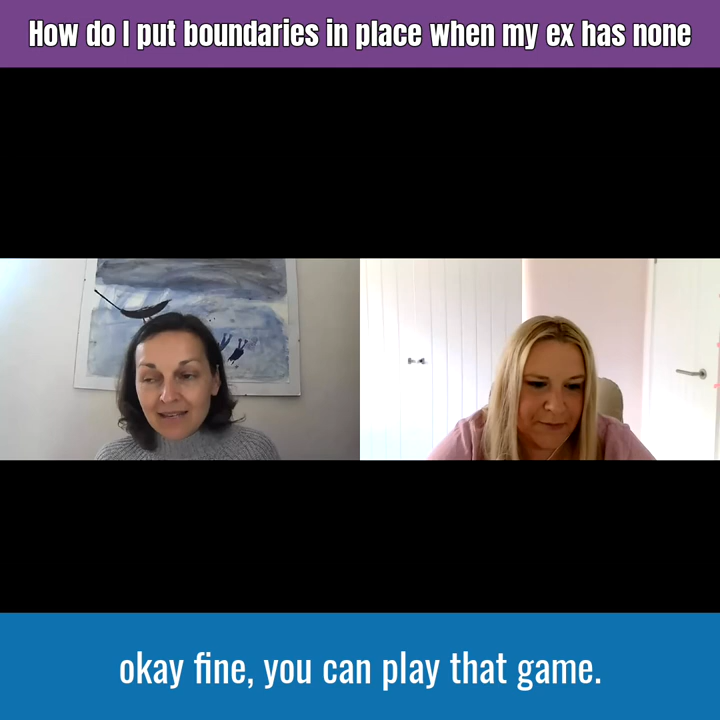 How do I put boundaries in place when my ex has none
okay fine, you can play that game.